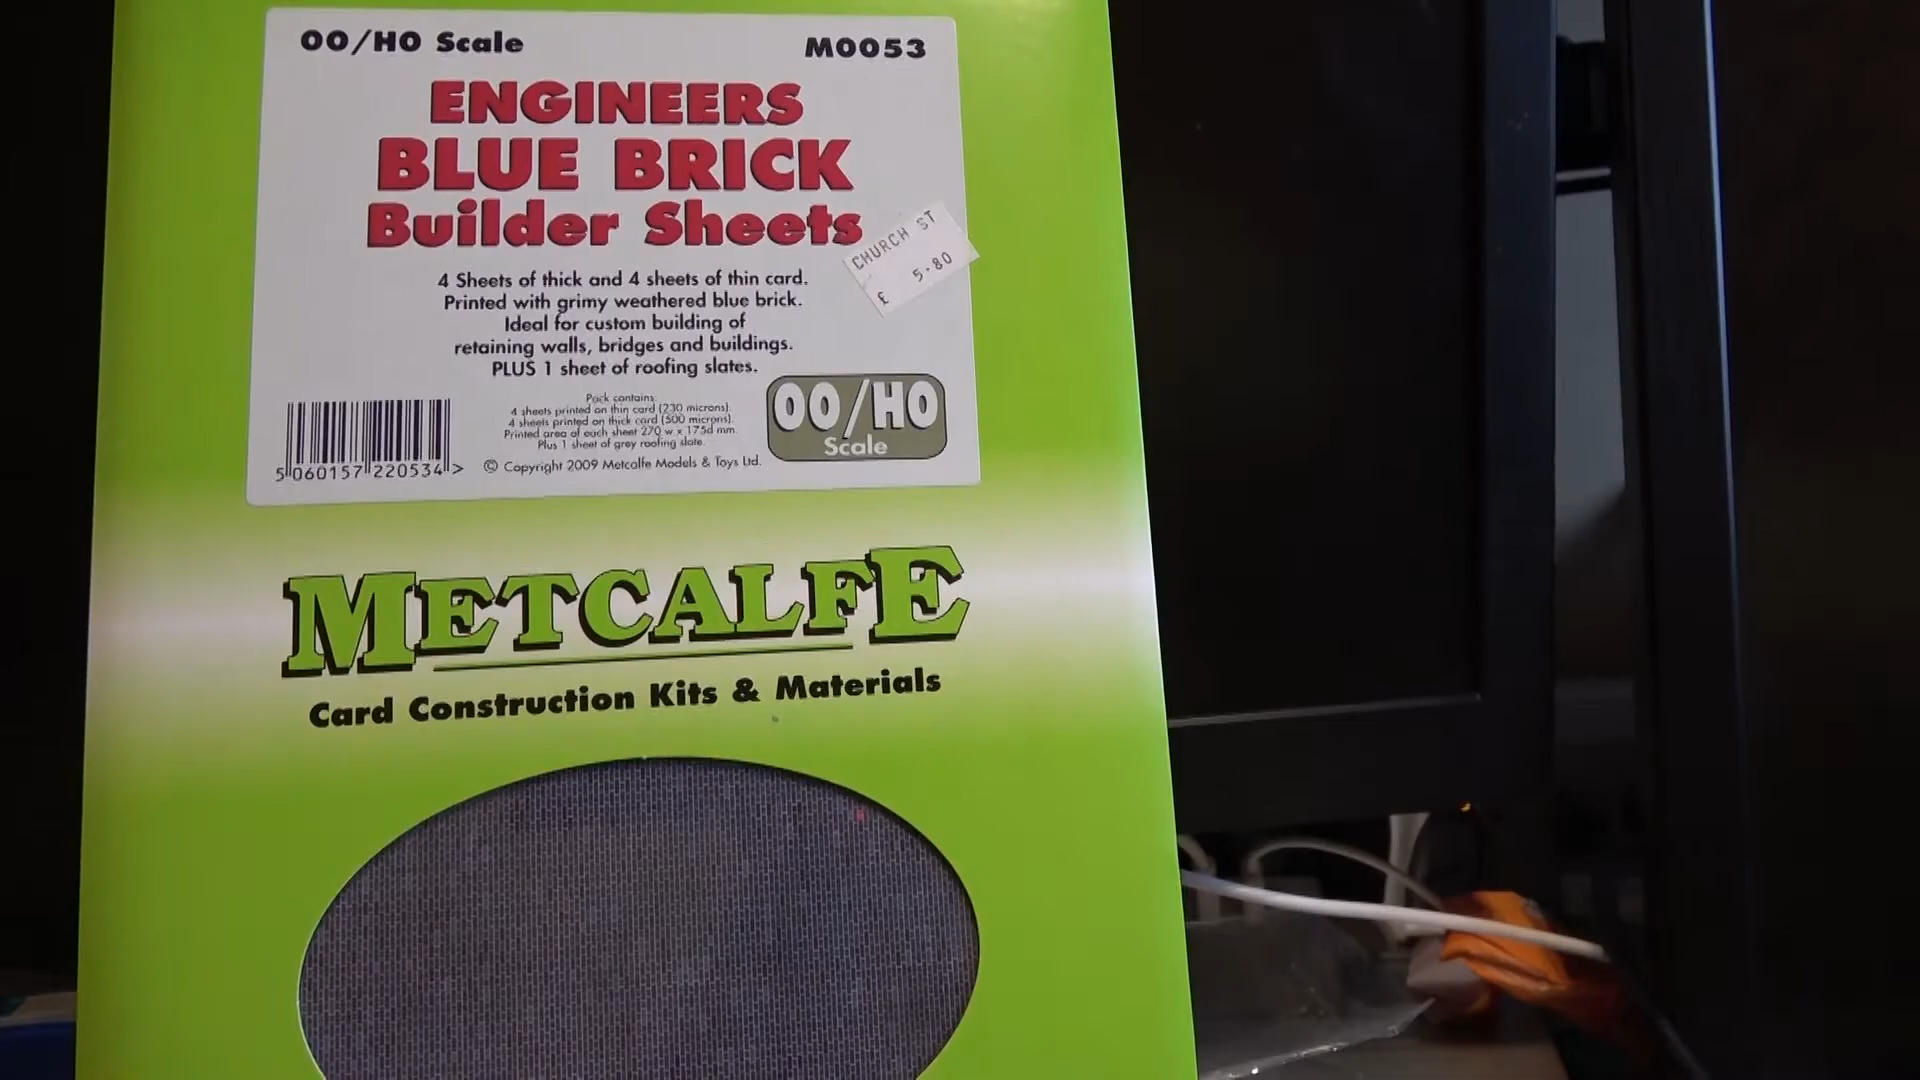 OO/HO Scale
M0053
ENGINEERS
BLUE BRICK
Builder Sheets
CHURCH ST
£ 5.80
4 Sheets of thick and 4 sheets of thin card.
Printed with grimy weathered blue brick.
Ideal for custom building of
retaining walls, bridges and buildings.
PLUS 1 sheet of roofing slates.
Pack contains:
4 sheets printed on thin card (230 microns).
4 sheets printed on thick card (500 microns).
Printed area of each sheet 270 w x 175d mm.
Plus 1 sheet of grey roofing slate.
© Copyright 2009 Metcalfe Models & Toys Ltd.
5 060157 220534 >
OO/HO
Scale
METCALFE
Card Construction Kits & Materials